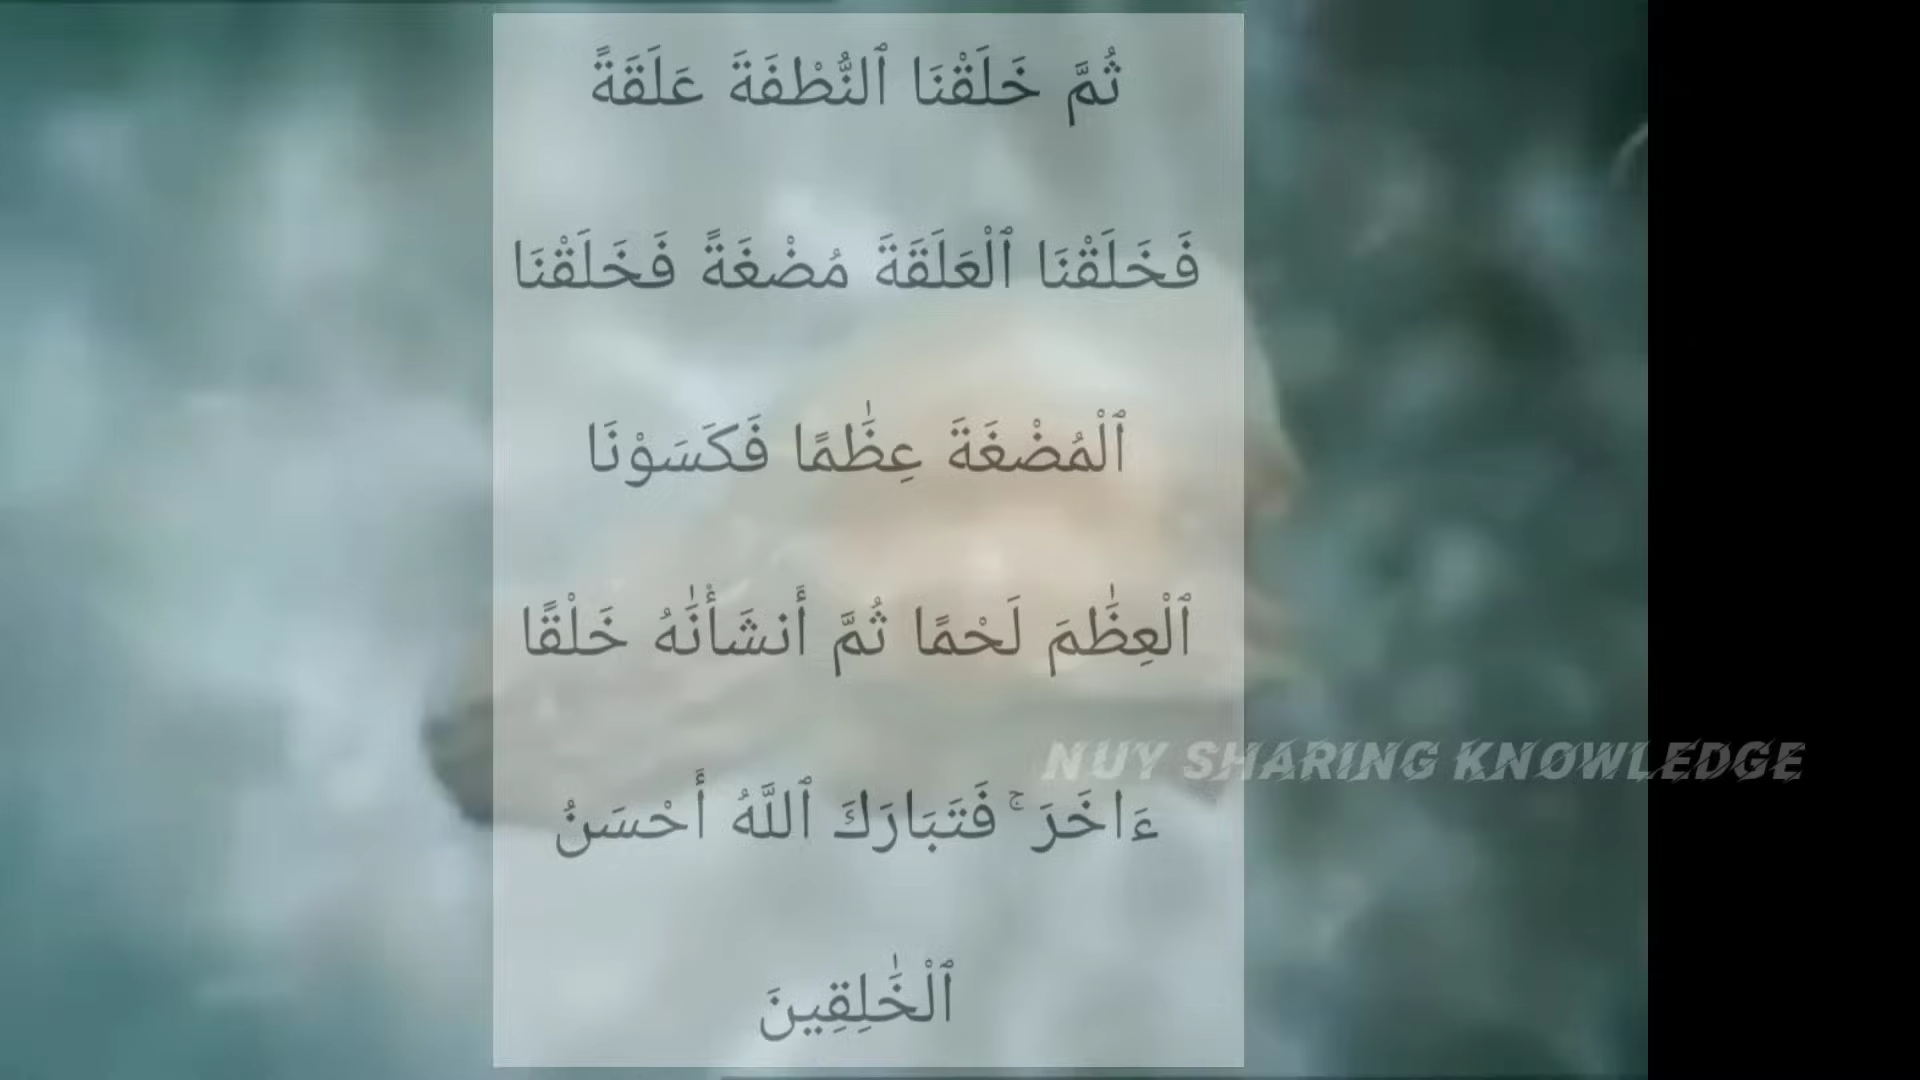 ثُمَّ خَلَقْنَا ٱلنُّطْفَةَ عَلَقَةً
فَخَلَقْنَا ٱلْعَلَقَةَ مُضْغَةً فَخَلَقْنَا
ٱلْمُضْغَةَ عِظَٰمًا فَكَسَوْنَا
ٱلْعِظَٰمَ لَحْمًا ثُمَّ أَنشَأْنَٰهُ خَلْقًا
ءَاخَرَ ۚ فَتَبَارَكَ ٱللَّهُ أَحْسَنُ
ٱلْخَٰلِقِينَ
NUY SHARING KNOWLEDGE